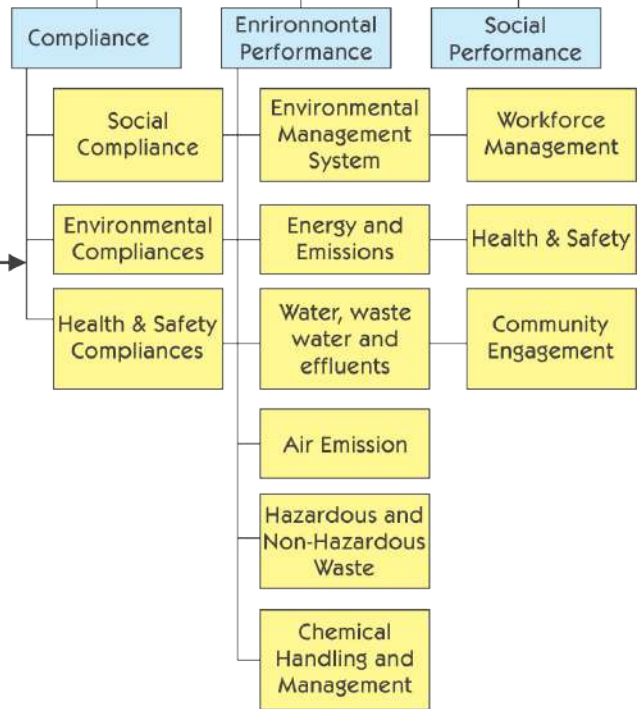 Compliance
Enrironnontal
Performance
Social
Performance
Social
Compliance
Environmental
Management
System
Workforce
Management
Environmental
Compliances
Energy and
Emissions
Health & Safety
Health & Safety
Compliances
Water, waste
water and
effluents
Community
Engagement
Air Emission
Hazardous and
Non-Hazardous
Waste
Chemical
Handling and
Management